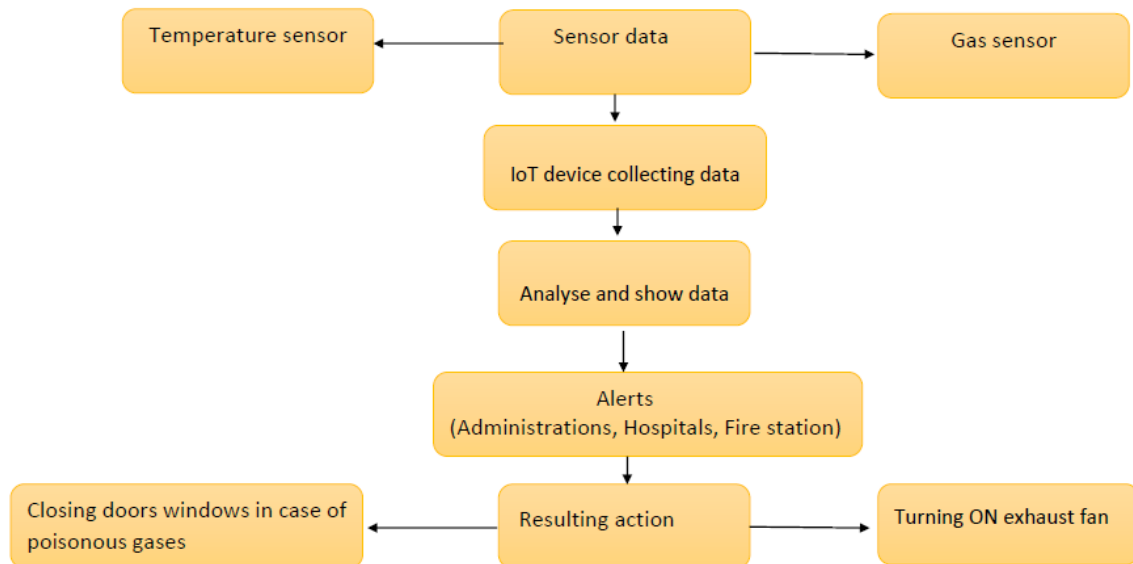 Temperature sensor
Sensor data
Gas sensor
IoT device collecting data
Analyse and show data
Alerts
(Administrations, Hospitals, Fire station)
Closing doors windows in case of
poisonous gases
Resulting action
Turning ON exhaust fan